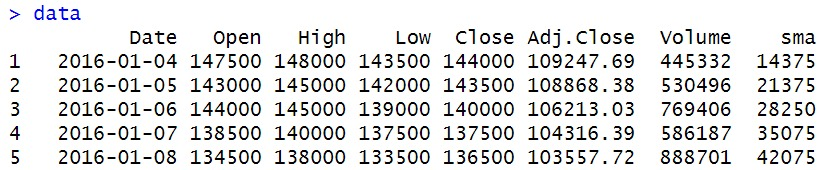 > data
Date Open High Low Close Adj.Close Volume sma
1 2016-01-04 147500 148000 143500 144000 109247.69 445332 14375
2 2016-01-05 143000 145000 142000 143500 108868.38 530496 21375
3 2016-01-06 144000 145000 139000 140000 106213.03 769406 28250
4 2016-01-07 138500 140000 137500 137500 104316.39 586187 35075
5 2016-01-08 134500 138000 133500 136500 103557.72 888701 42075